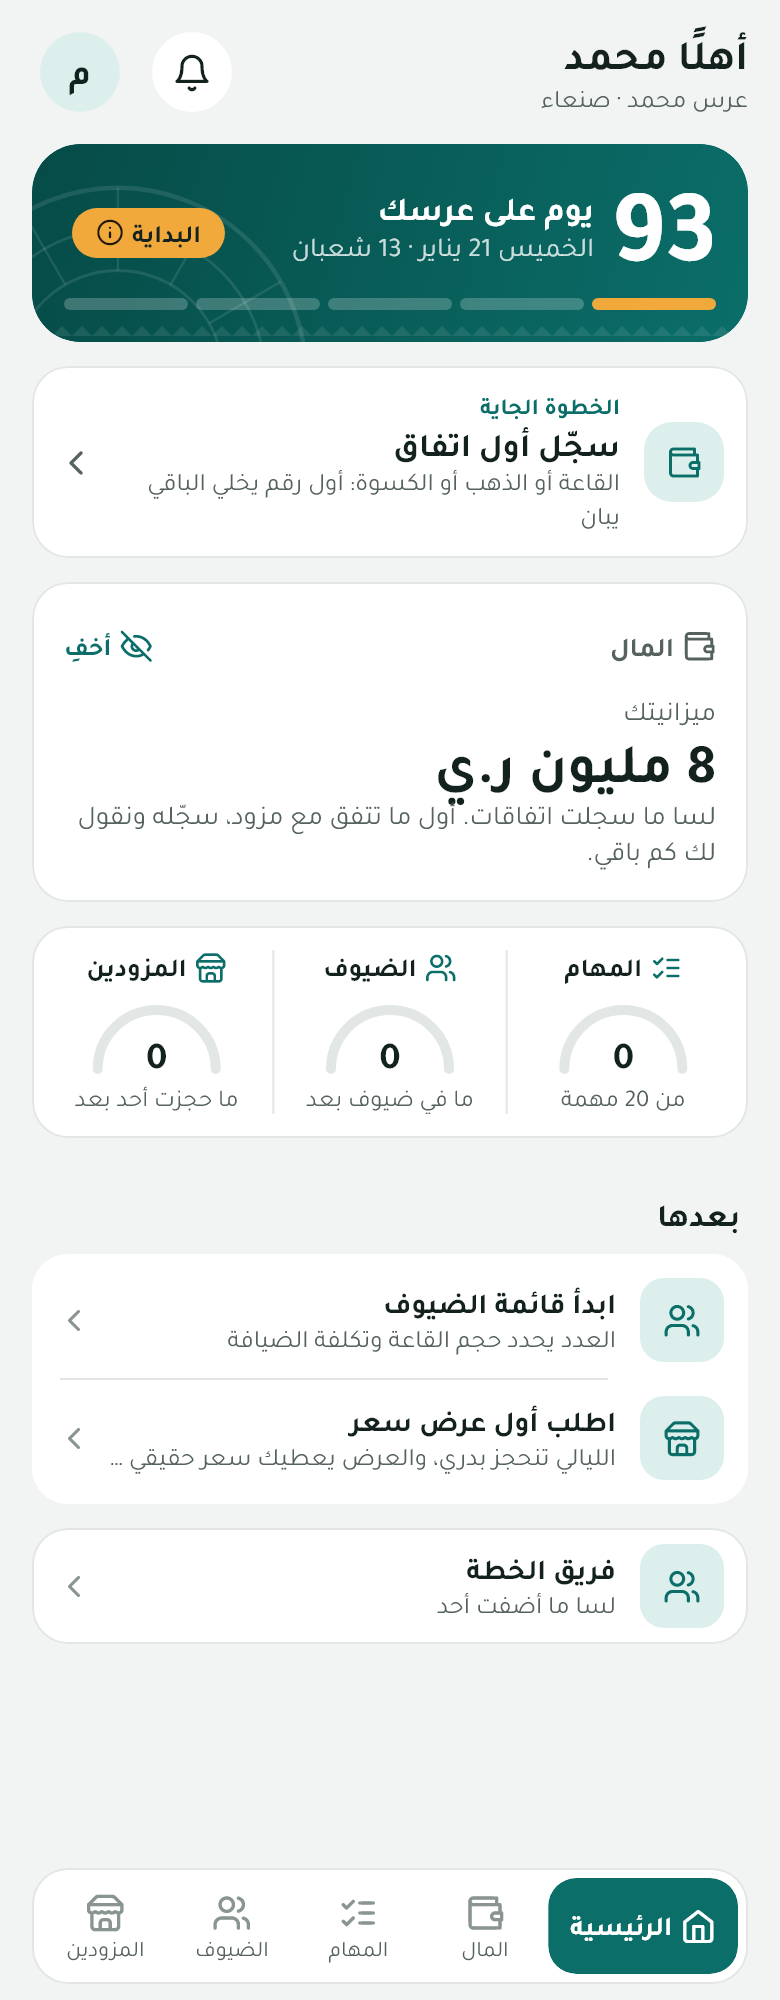 أهلًا محمد
م
عرس محمد · صنعاء
93
يوم على عرسك
الخميس 21 يناير · 13 شعبان
البداية
الخطوة الجاية
سجّل أول اتفاق
القاعة أو الذهب أو الكسوة: أول رقم يخلي الباقي
يبان
المال
أخفِ
ميزانيتك
8 مليون ر.ي
لسا ما سجلت اتفاقات. أول ما تتفق مع مزود، سجّله ونقول
لك كم باقي.
المهام
0
من 20 مهمة
الضيوف
0
ما في ضيوف بعد
المزودين
0
ما حجزت أحد بعد
بعدها
ابدأ قائمة الضيوف
العدد يحدد حجم القاعة وتكلفة الضيافة
اطلب أول عرض سعر
الليالي تنحجز بدري، والعرض يعطيك سعر حقيقي ...
فريق الخطة
لسا ما أضفت أحد
الرئيسية
المال
المهام
الضيوف
المزودين